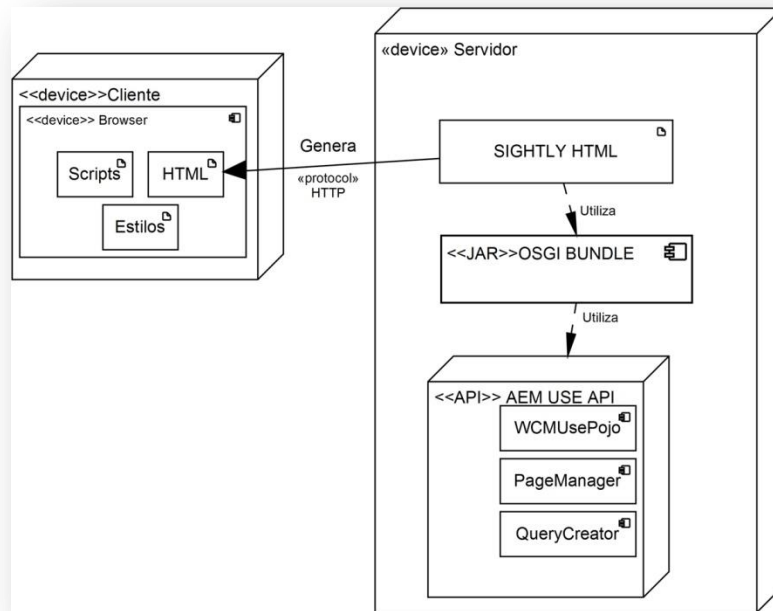 «device» Servidor
<<device>>Cliente
<<device>> Browser
Scripts
HTML
Estilos
Genera
«protocol»
HTTP
SIGHTLY HTML
Utiliza
<<JAR>>OSGI BUNDLE
Utiliza
<<API>> AEM USE API
WCMUsePojo
PageManager
QueryCreator